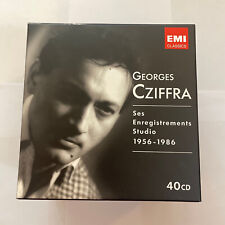 EMI
CLASSICS
GEORGES
CZIFFRA
Ses
Enregistrements
Studio
1956-1986
40CD